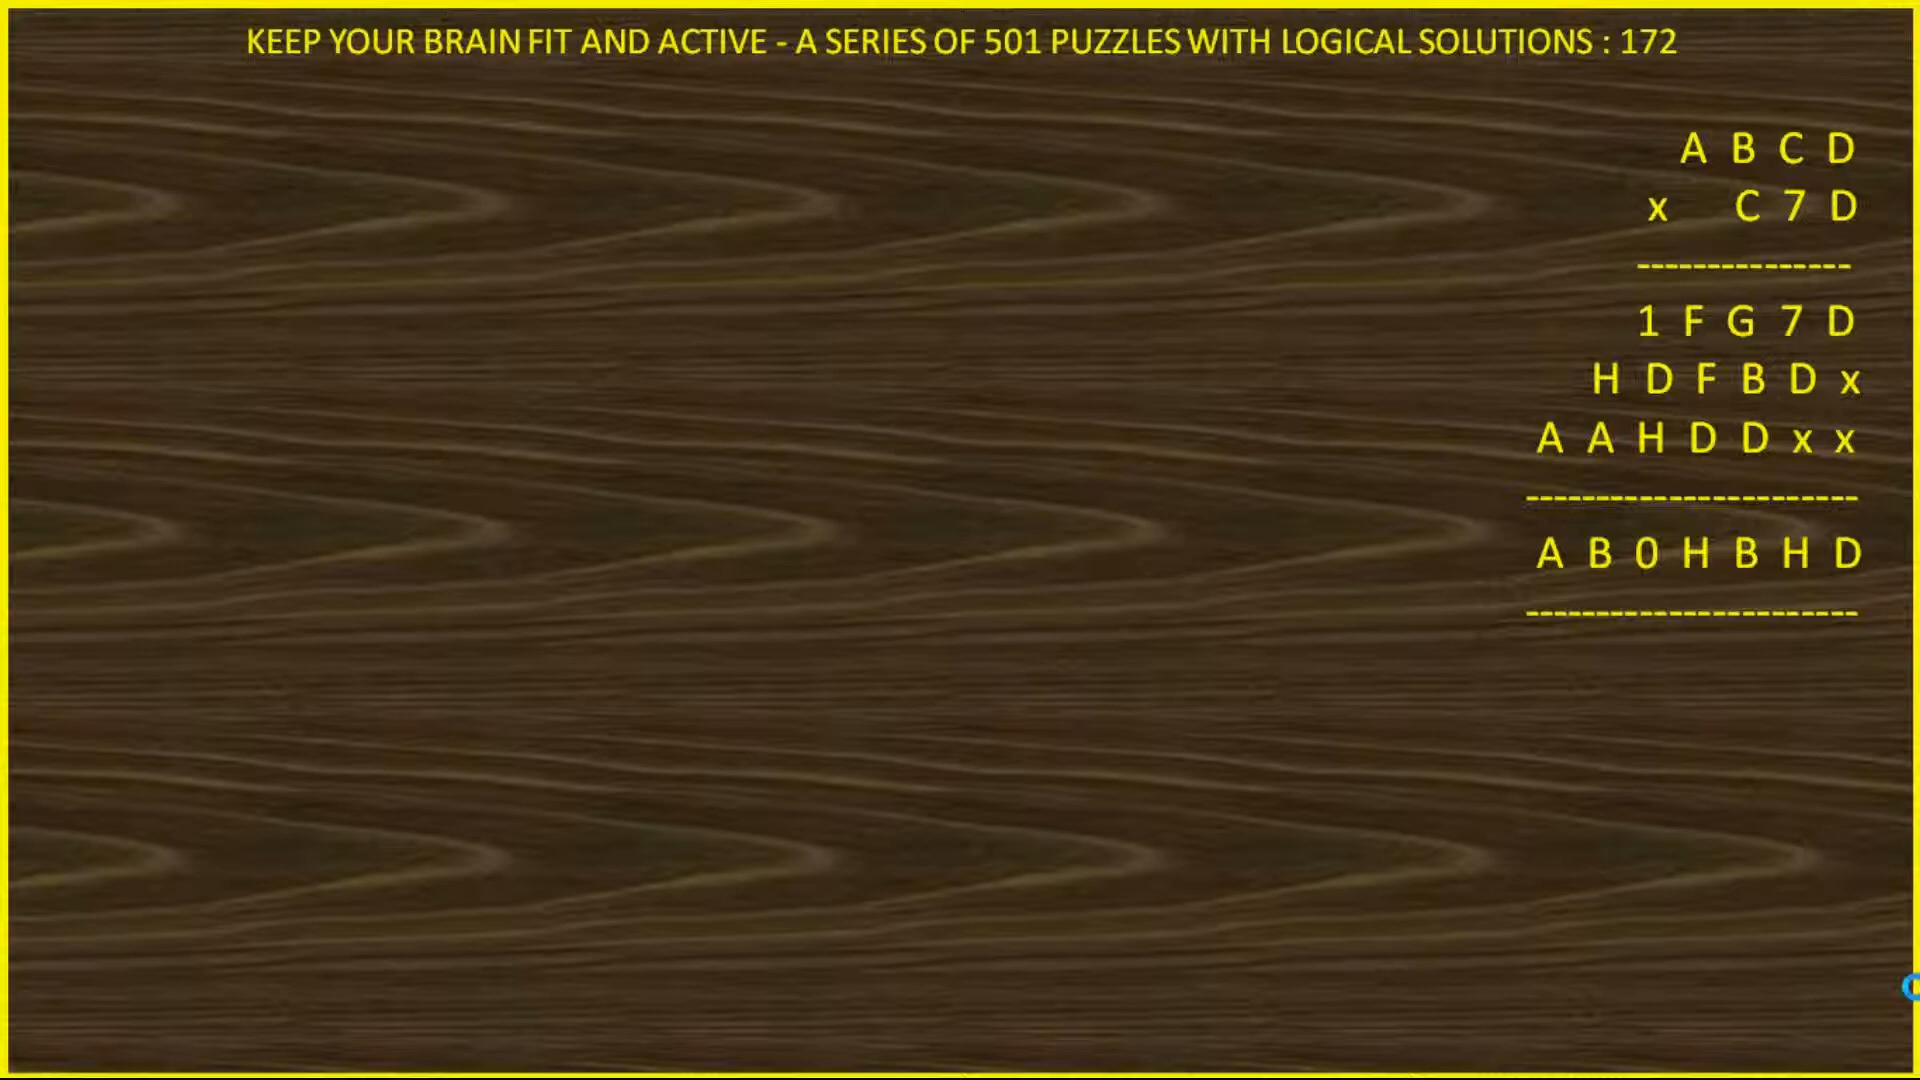 KEEP YOUR BRAIN FIT AND ACTIVE - A SERIES OF 501 PUZZLES WITH LOGICAL SOLUTIONS : 172
A B C D
x C 7 D
---------------
1 F G 7 D
H D F B D x
A A H D D x x
-----------------------
A B 0 H B H D
-----------------------